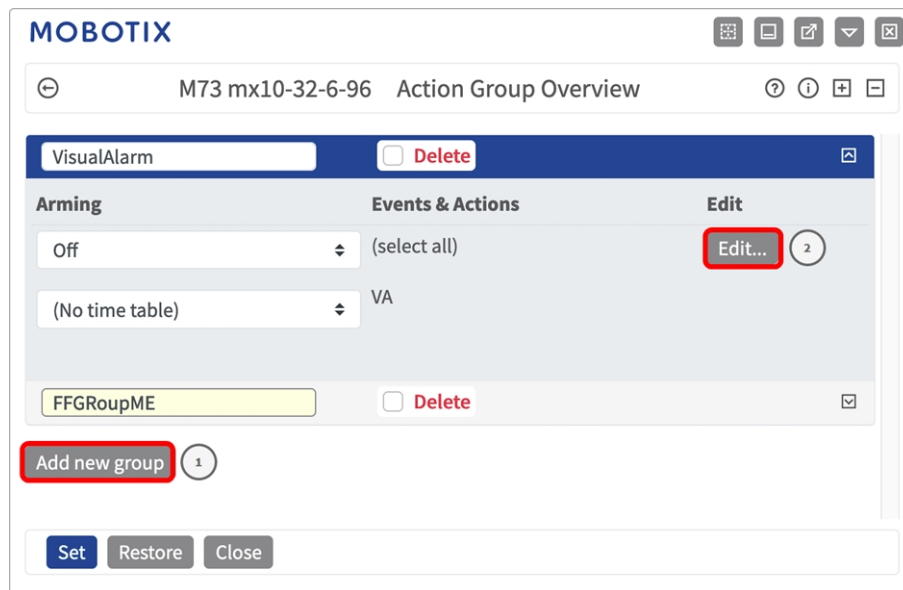 MOBOTIX
M73 mx10-32-6-96 Action Group Overview
VisualAlarm Delete
Arming Events & Actions Edit
Off (select all) Edit... 2
(No time table) VA
FFGRoupME Delete
Add new group 1
Set Restore Close